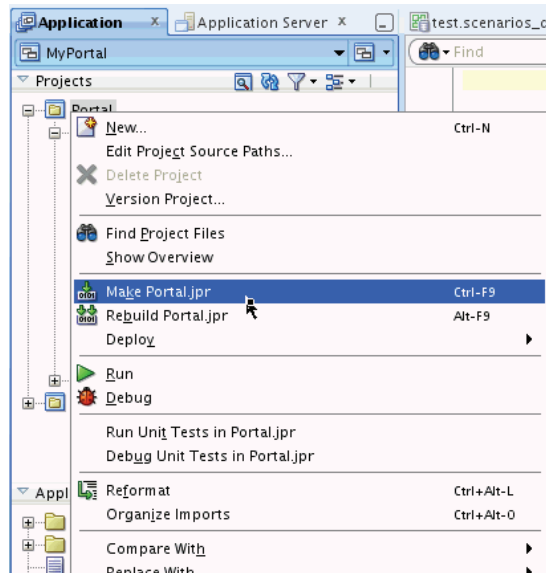 Application x Application Server x test.scenarios_
MyPortal Find
Projects
Portal
New... Ctrl-N
Edit Project Source Paths...
Delete Project
Version Project...
Find Project Files
Show Overview
Make Portal.jpr Ctrl-F9
Rebuild Portal.jpr Alt-F9
Deploy
Run
Debug
Run Unit Tests in Portal.jpr
Debug Unit Tests in Portal.jpr
Appl
Reformat Ctrl+Alt-L
Organize Imports Ctrl+Alt-O
Compare With
Replace With